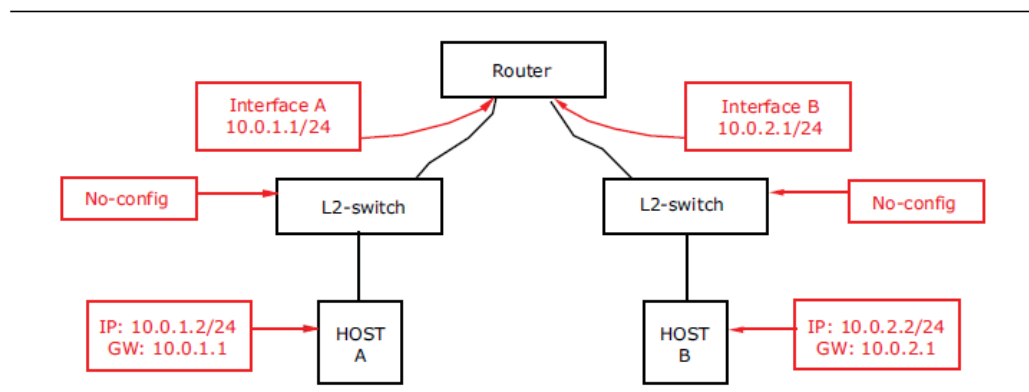 Router
Interface A
10.0.1.1/24
Interface B
10.0.2.1/24
No-config
L2-switch
L2-switch
No-config
IP: 10.0.1.2/24
GW: 10.0.1.1
HOST
A
HOST
B
IP: 10.0.2.2/24
GW: 10.0.2.1